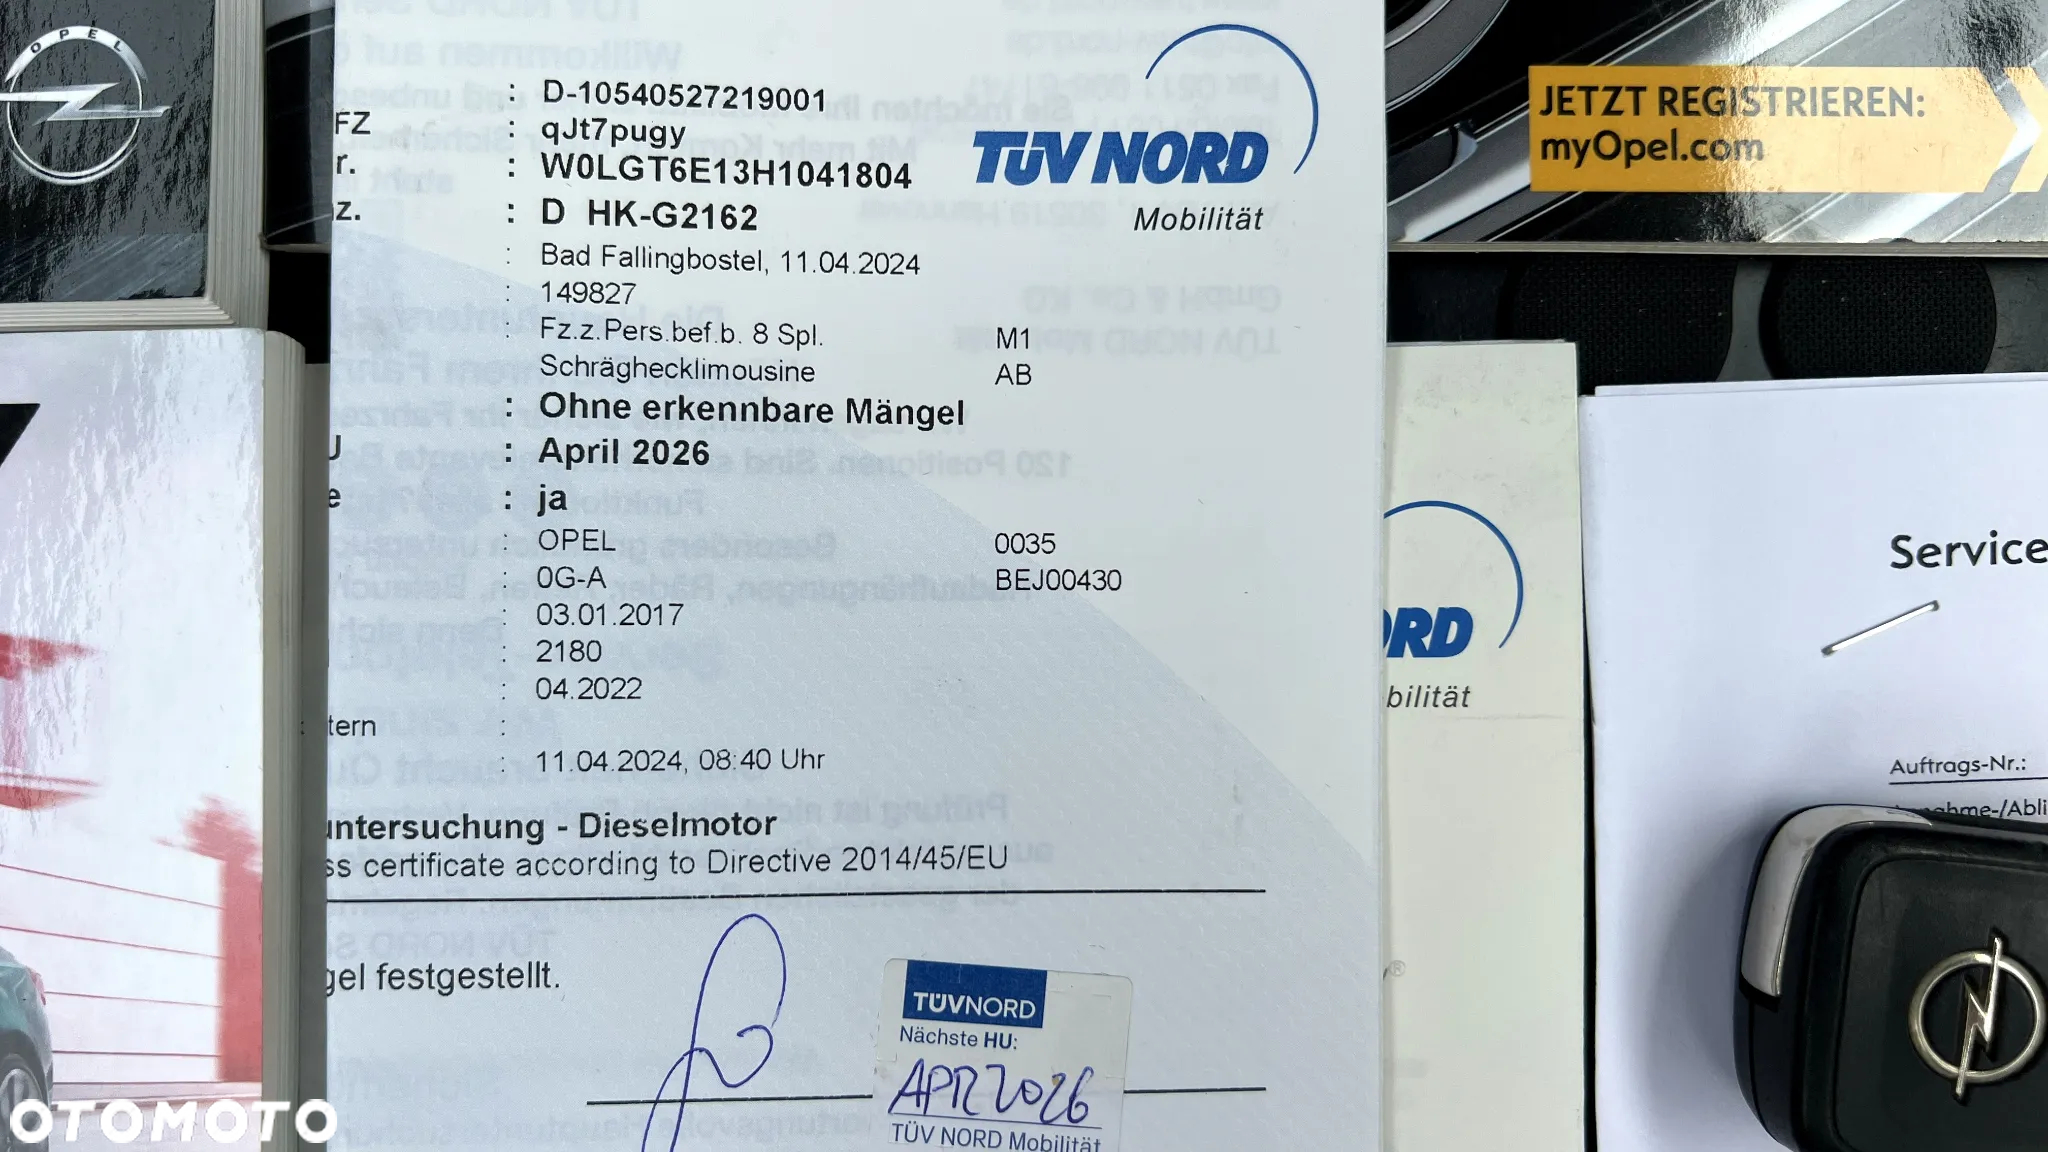 OPEL
: D-10540527219001
FZ : qJt7pugy
r. : W0LGT6E13H1041804
z. : D HK-G2162
: Bad Fallingbostel, 11.04.2024
: 149827
: Fz.z.Pers.bef.b. 8 Spl. M1
Schräghecklimousine AB
: Ohne erkennbare Mängel
U : April 2026
e : ja
: OPEL 0035
: 0G-A BEJ00430
: 03.01.2017
: 2180
: 04.2022
tern :
: 11.04.2024, 08:40 Uhr
untersuchung - Dieselmotor
ss certificate according to Directive 2014/45/EU
gel festgestellt.
TÜV NORD
Mobilität
TÜVNORD
Nächste HU:
APR 2026
TÜV NORD Mobilität
JETZT REGISTRIEREN:
myOpel.com
ORD
bilität
Service
Auftrags-Nr.:
nahme-/Abli
OTOMOTO